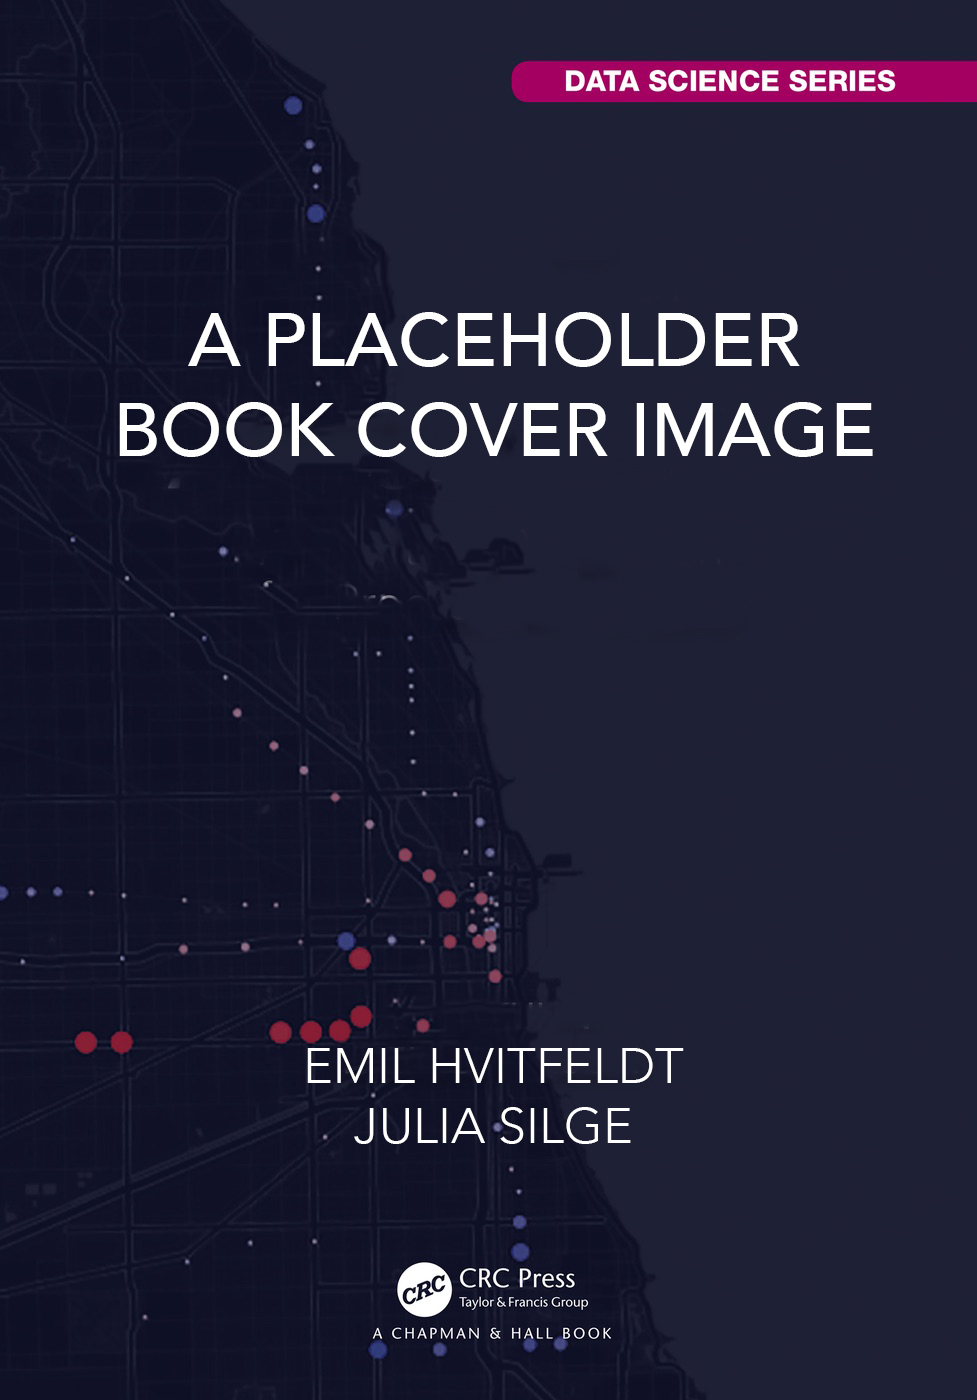 DATA SCIENCE SERIES
A PLACEHOLDER
BOOK COVER IMAGE
EMIL HVITFELDT
JULIA SILGE
CRC CRC Press
Taylor & Francis Group
A CHAPMAN & HALL BOOK